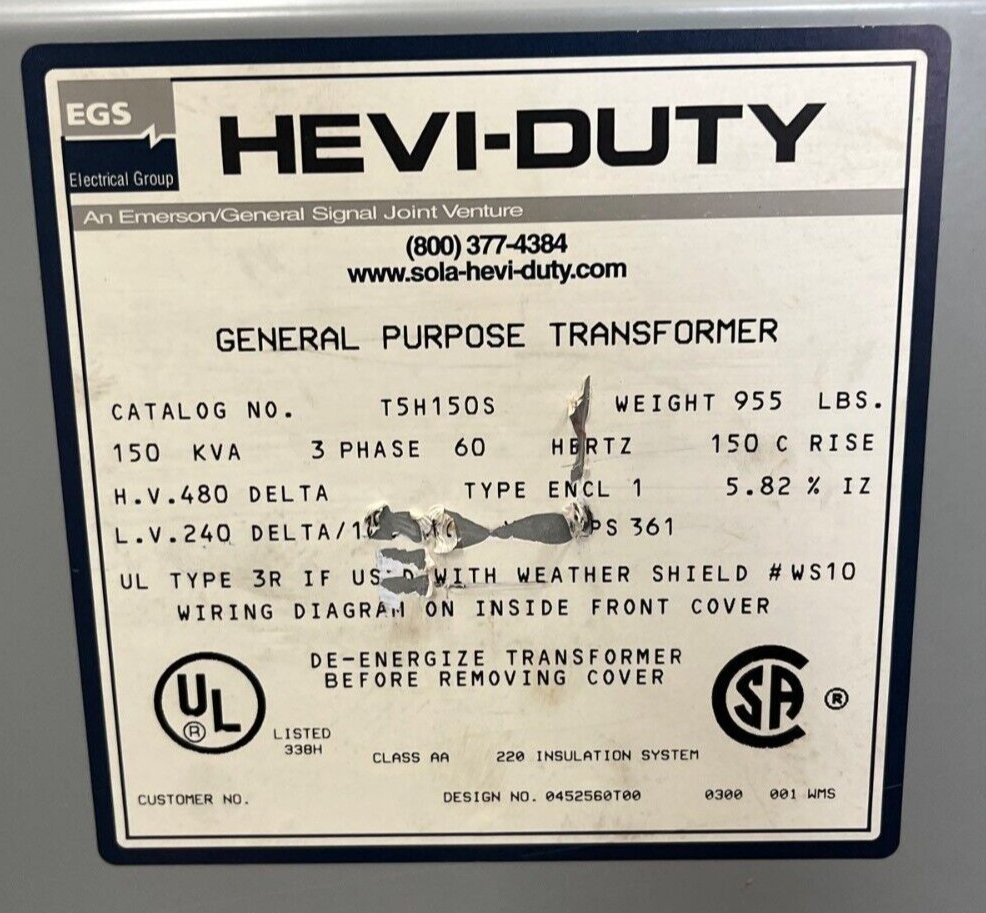 EGS
Electrical Group
HEVI-DUTY
An Emerson/General Signal Joint Venture
(800) 377-4384
www.sola-hevi-duty.com
GENERAL PURPOSE TRANSFORMER
CATALOG NO. T5H150S WEIGHT 955 LBS.
150 KVA 3 PHASE 60 HERTZ 150 C RISE
H.V.480 DELTA TYPE ENCL 1 5.82 % IZ
L.V.240 DELTA/ 361
UL TYPE 3R IF WITH WEATHER SHIELD #WS10
WIRING DIAGRAM ON INSIDE FRONT COVER
DE-ENERGIZE TRANSFORMER
BEFORE REMOVING COVER
UL ®
LISTED
338H
SA ®
CLASS AA 220 INSULATION SYSTEM
CUSTOMER NO. DESIGN NO. 0452560T00 0300 001 WMS